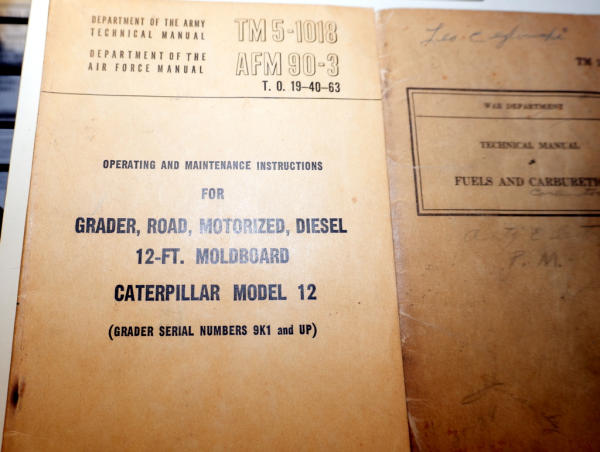 DEPARTMENT OF THE ARMY
TECHNICAL MANUAL
TM 5-1018
DEPARTMENT OF THE
AIR FORCE MANUAL
AFM 90-3
T. O. 19-40-63
OPERATING AND MAINTENANCE INSTRUCTIONS
FOR
GRADER, ROAD, MOTORIZED, DIESEL
12-FT. MOLDBOARD
CATERPILLAR MODEL 12
(GRADER SERIAL NUMBERS 9K1 and UP)
Leo
TM
WAR DEPARTMENT
TECHNICAL MANUAL
FUELS AND
P. M.